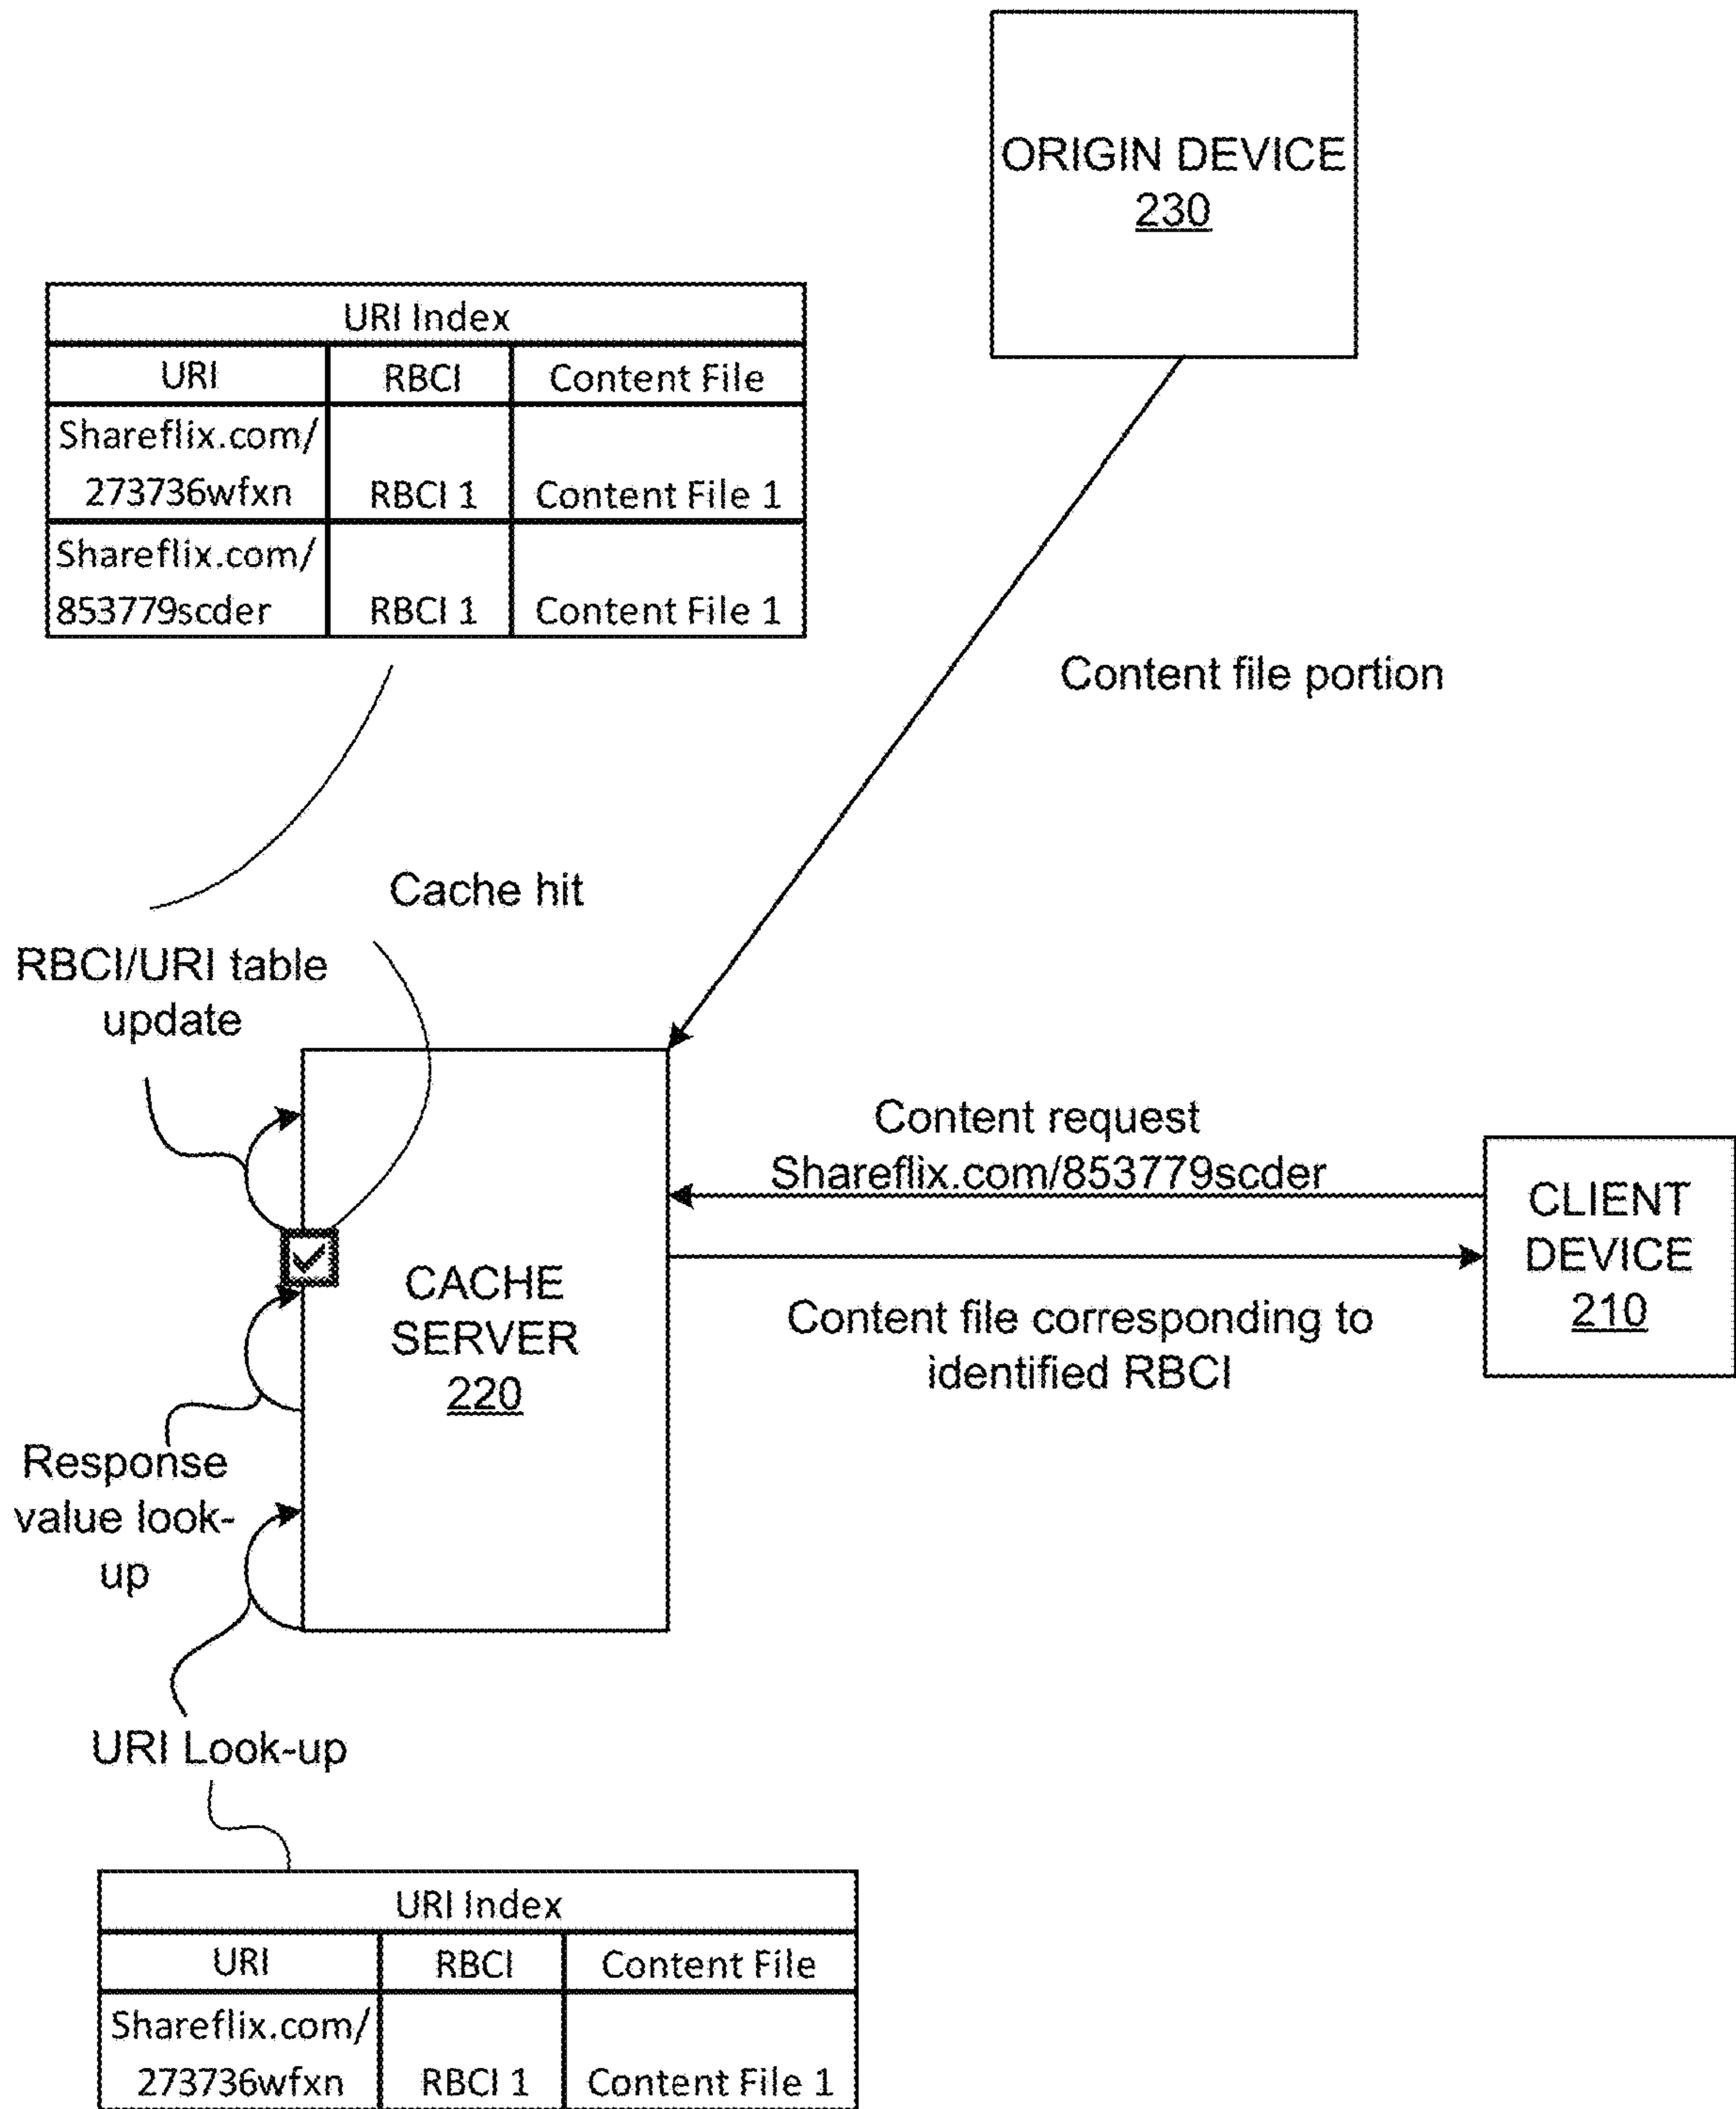 ORIGIN DEVICE
230
URI Index
URI RBCI Content File
Shareflix.com/
273736wfxn RBCI 1 Content File 1
Shareflix.com/
853779scder RBCI 1 Content File 1
Content file portion
Cache hit
RBCI/URI table
update
Content request
Shareflix.com/853779scder
CLIENT
DEVICE
210
CACHE
SERVER
220
Content file corresponding to
identified RBCI
Response
value look-
up
URI Look-up
URI Index
URI RBCI Content File
Shareflix.com/
273736wfxn RBCI 1 Content File 1